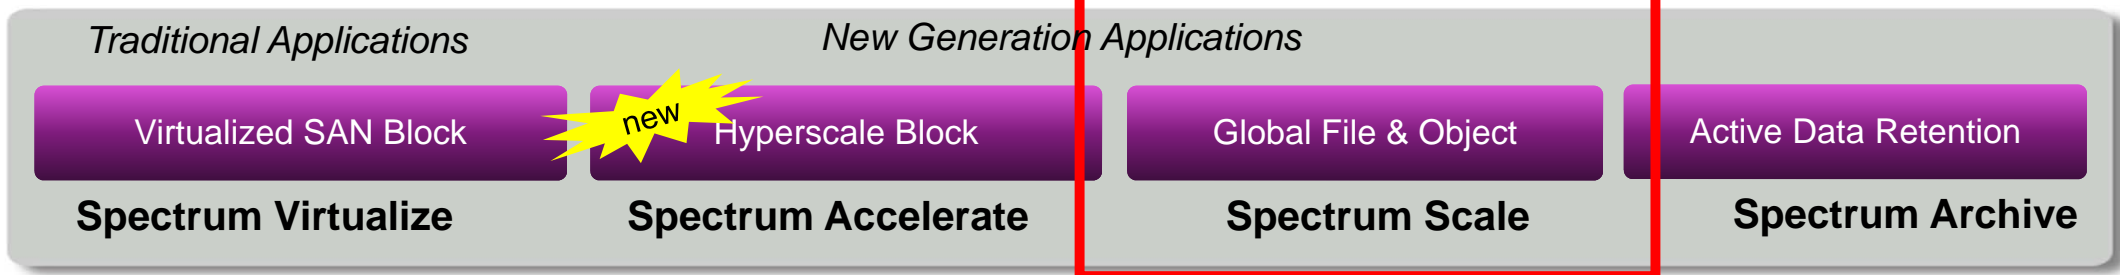 Traditional Applications
New Generation Applications
Virtualized SAN Block
new
Hyperscale Block
Global File & Object
Active Data Retention
Spectrum Virtualize
Spectrum Accelerate
Spectrum Scale
Spectrum Archive